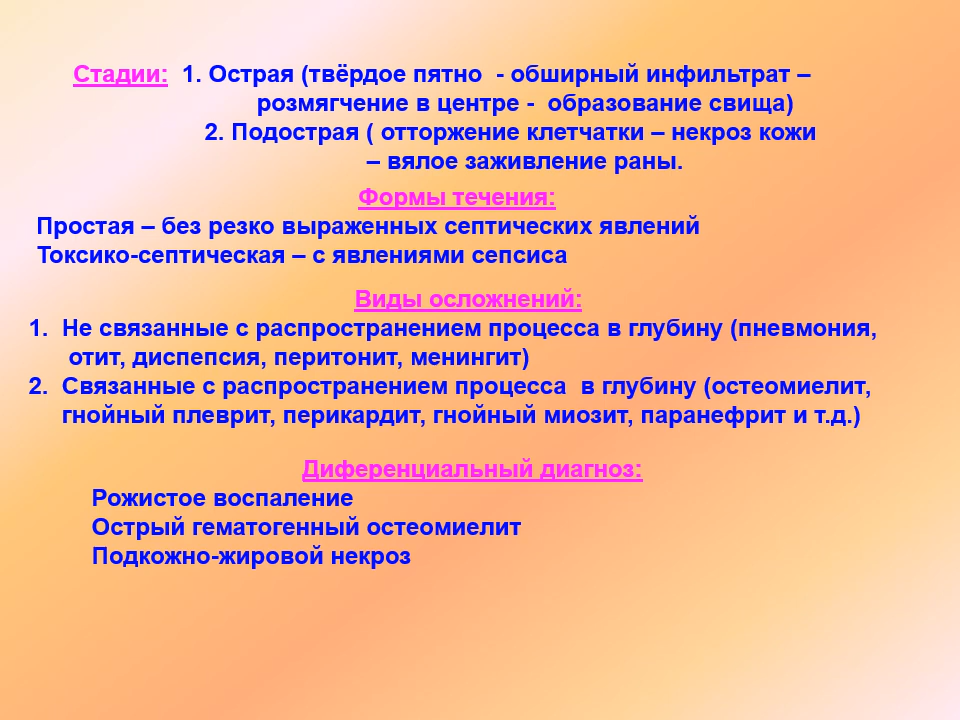 Стадии: 1. Острая (твёрдое пятно - обширный инфильтрат –
розмягчение в центре - образование свища)
2. Подострая ( отторжение клетчатки – некроз кожи
– вялое заживление раны.
Формы течения:
Простая – без резко выраженных септических явлений
Токсико-септическая – с явлениями сепсиса
Виды осложнений:
1. Не связанные с распространением процесса в глубину (пневмония,
отит, диспепсия, перитонит, менингит)
2. Связанные с распространением процесса в глубину (остеомиелит,
гнойный плеврит, перикардит, гнойный миозит, паранефрит и т.д.)
Диференциальный диагноз:
Рожистое воспаление
Острый гематогенный остеомиелит
Подкожно-жировой некроз